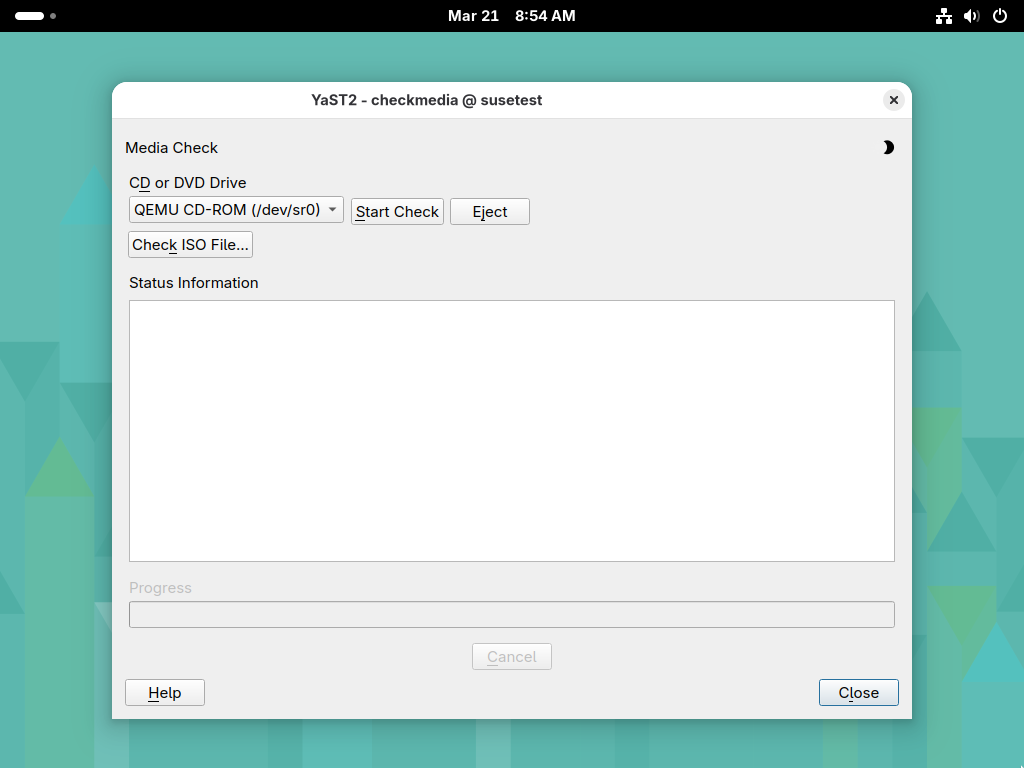 Mar 21 8:54 AM
YaST2 - checkmedia @ susetest
Media Check
CD or DVD Drive
QEMU CD-ROM (/dev/sr0) Start Check Eject
Check ISO File...
Status Information
Progress
Cancel
Help Close